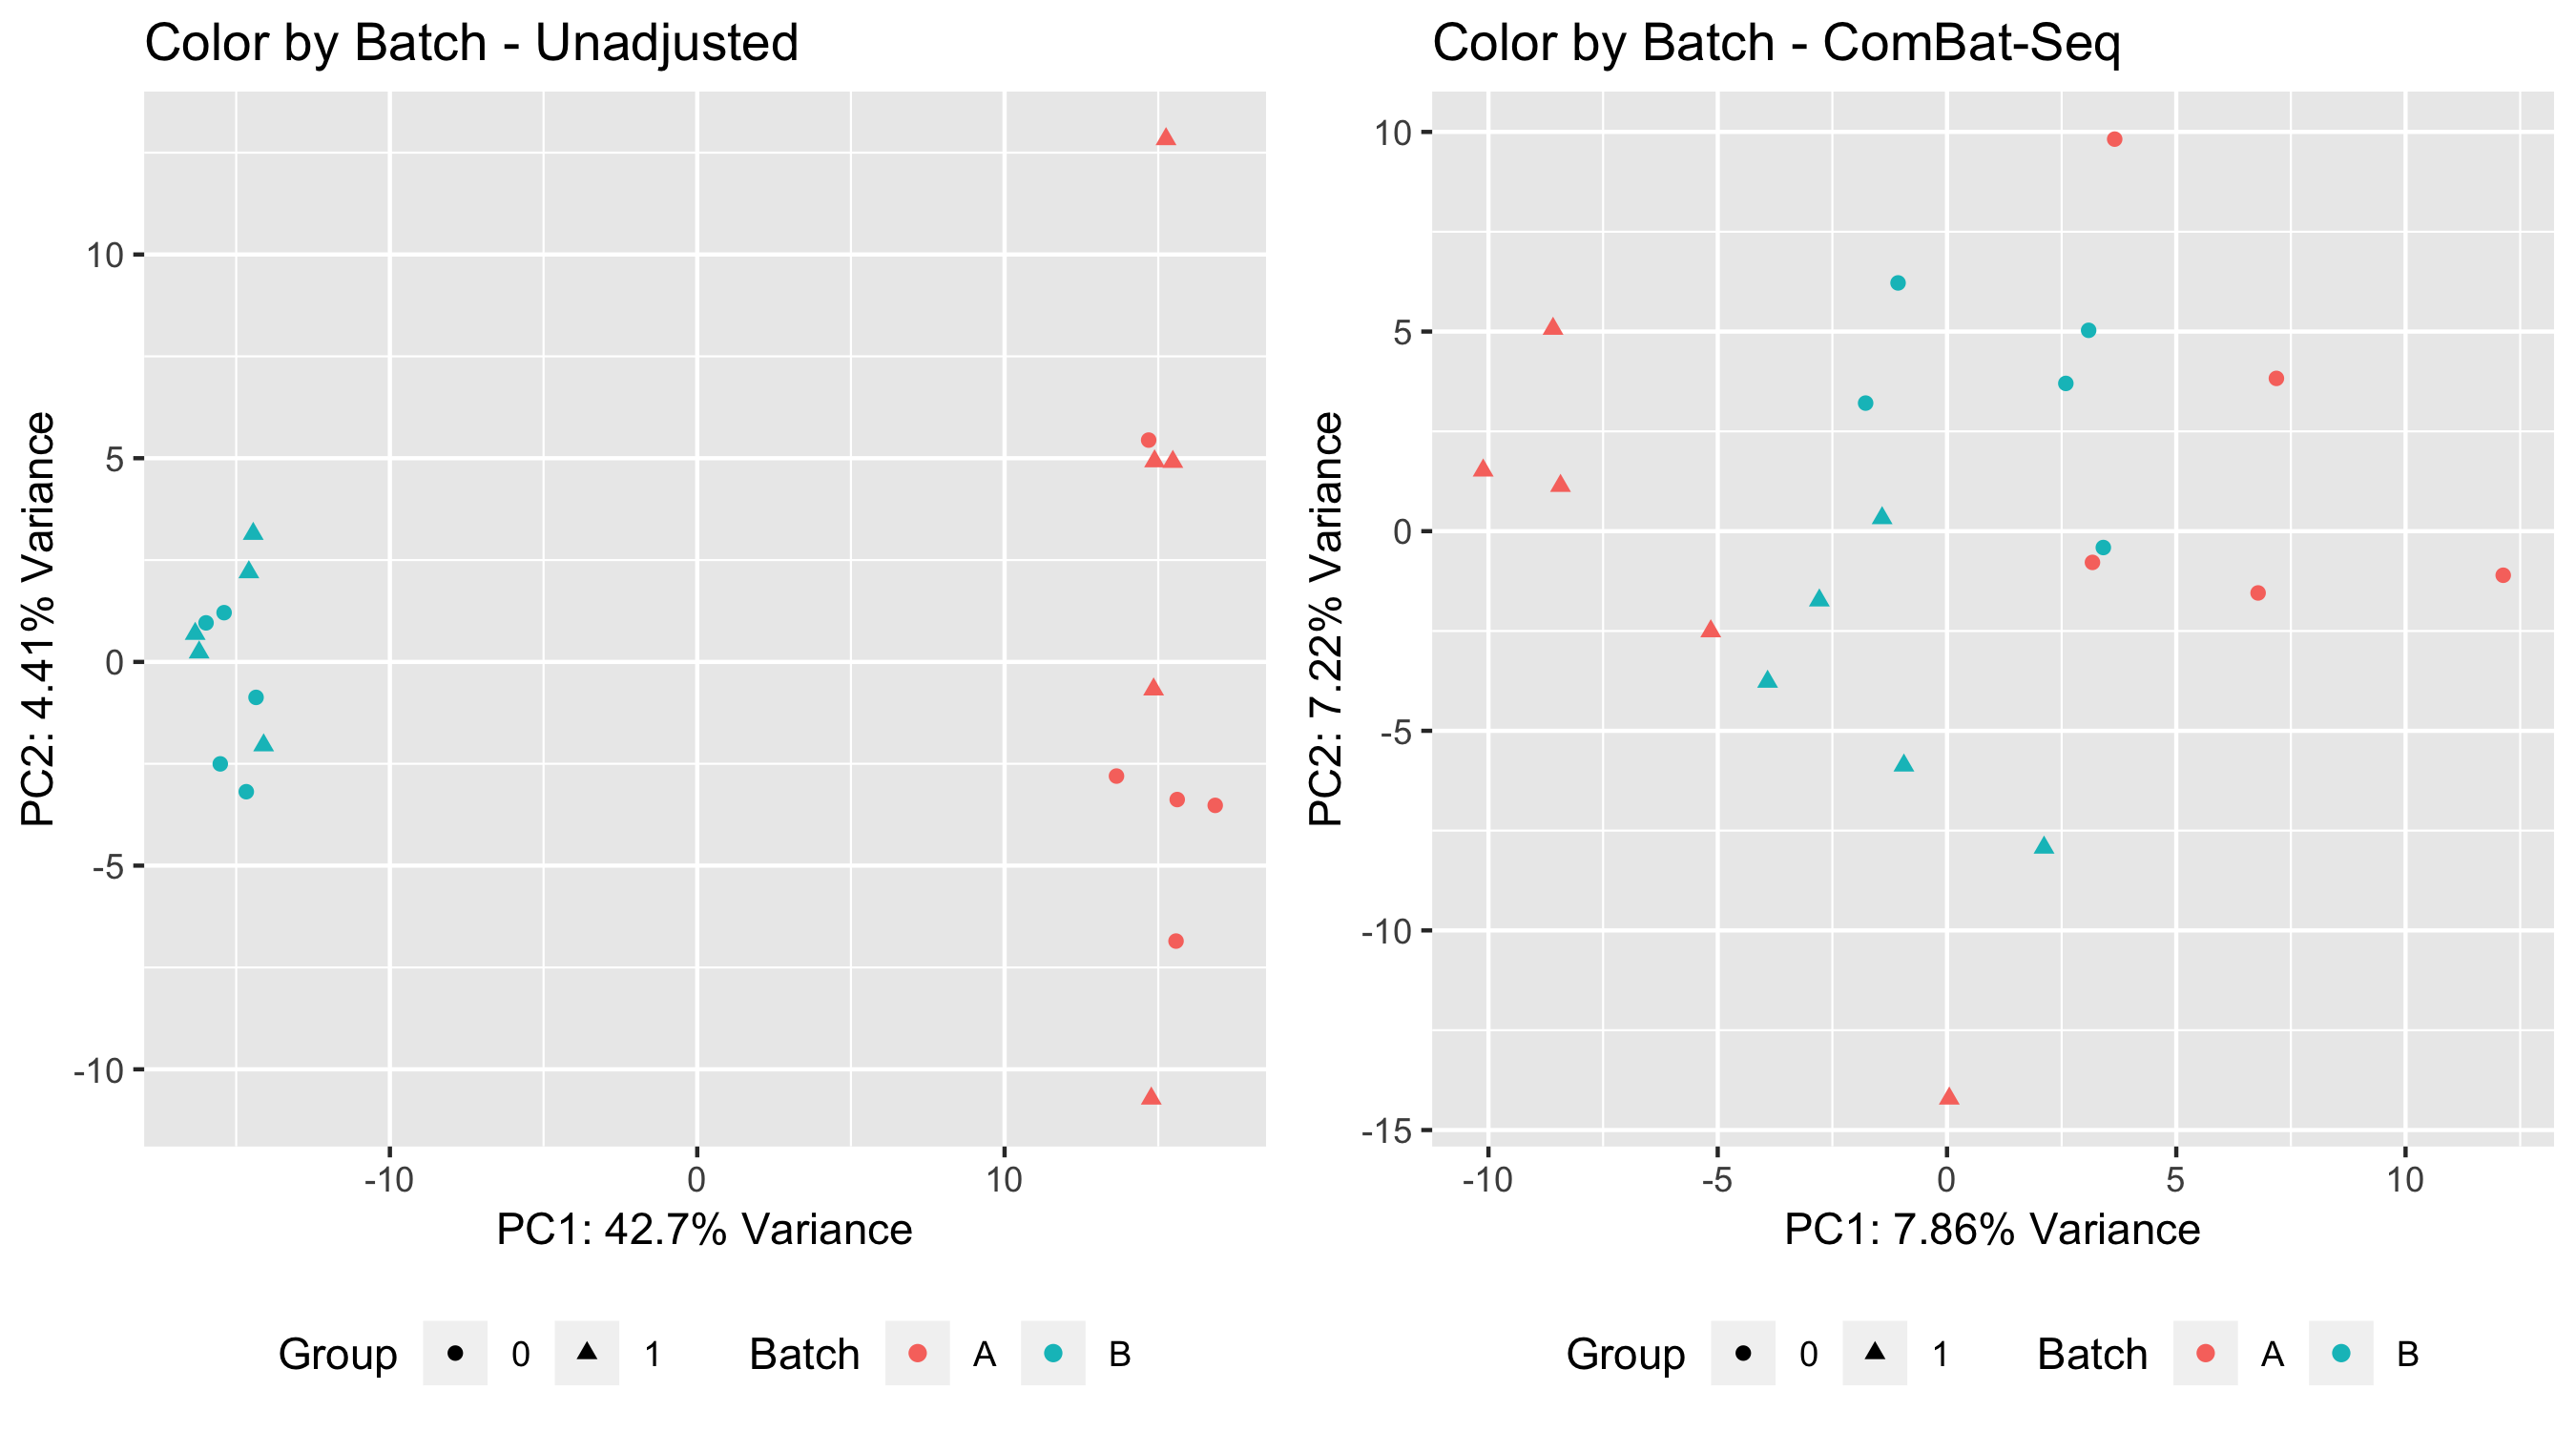 Color by Batch - Unadjusted
10
5
0
-5
-10
PC2: 4.41% Variance
-10 0 10
PC1: 42.7% Variance
Group 0 1 Batch A B
Color by Batch - ComBat-Seq
10
5
0
-5
-10
-15
PC2: 7.22% Variance
-10 -5 0 5 10
PC1: 7.86% Variance
Group 0 1 Batch A B